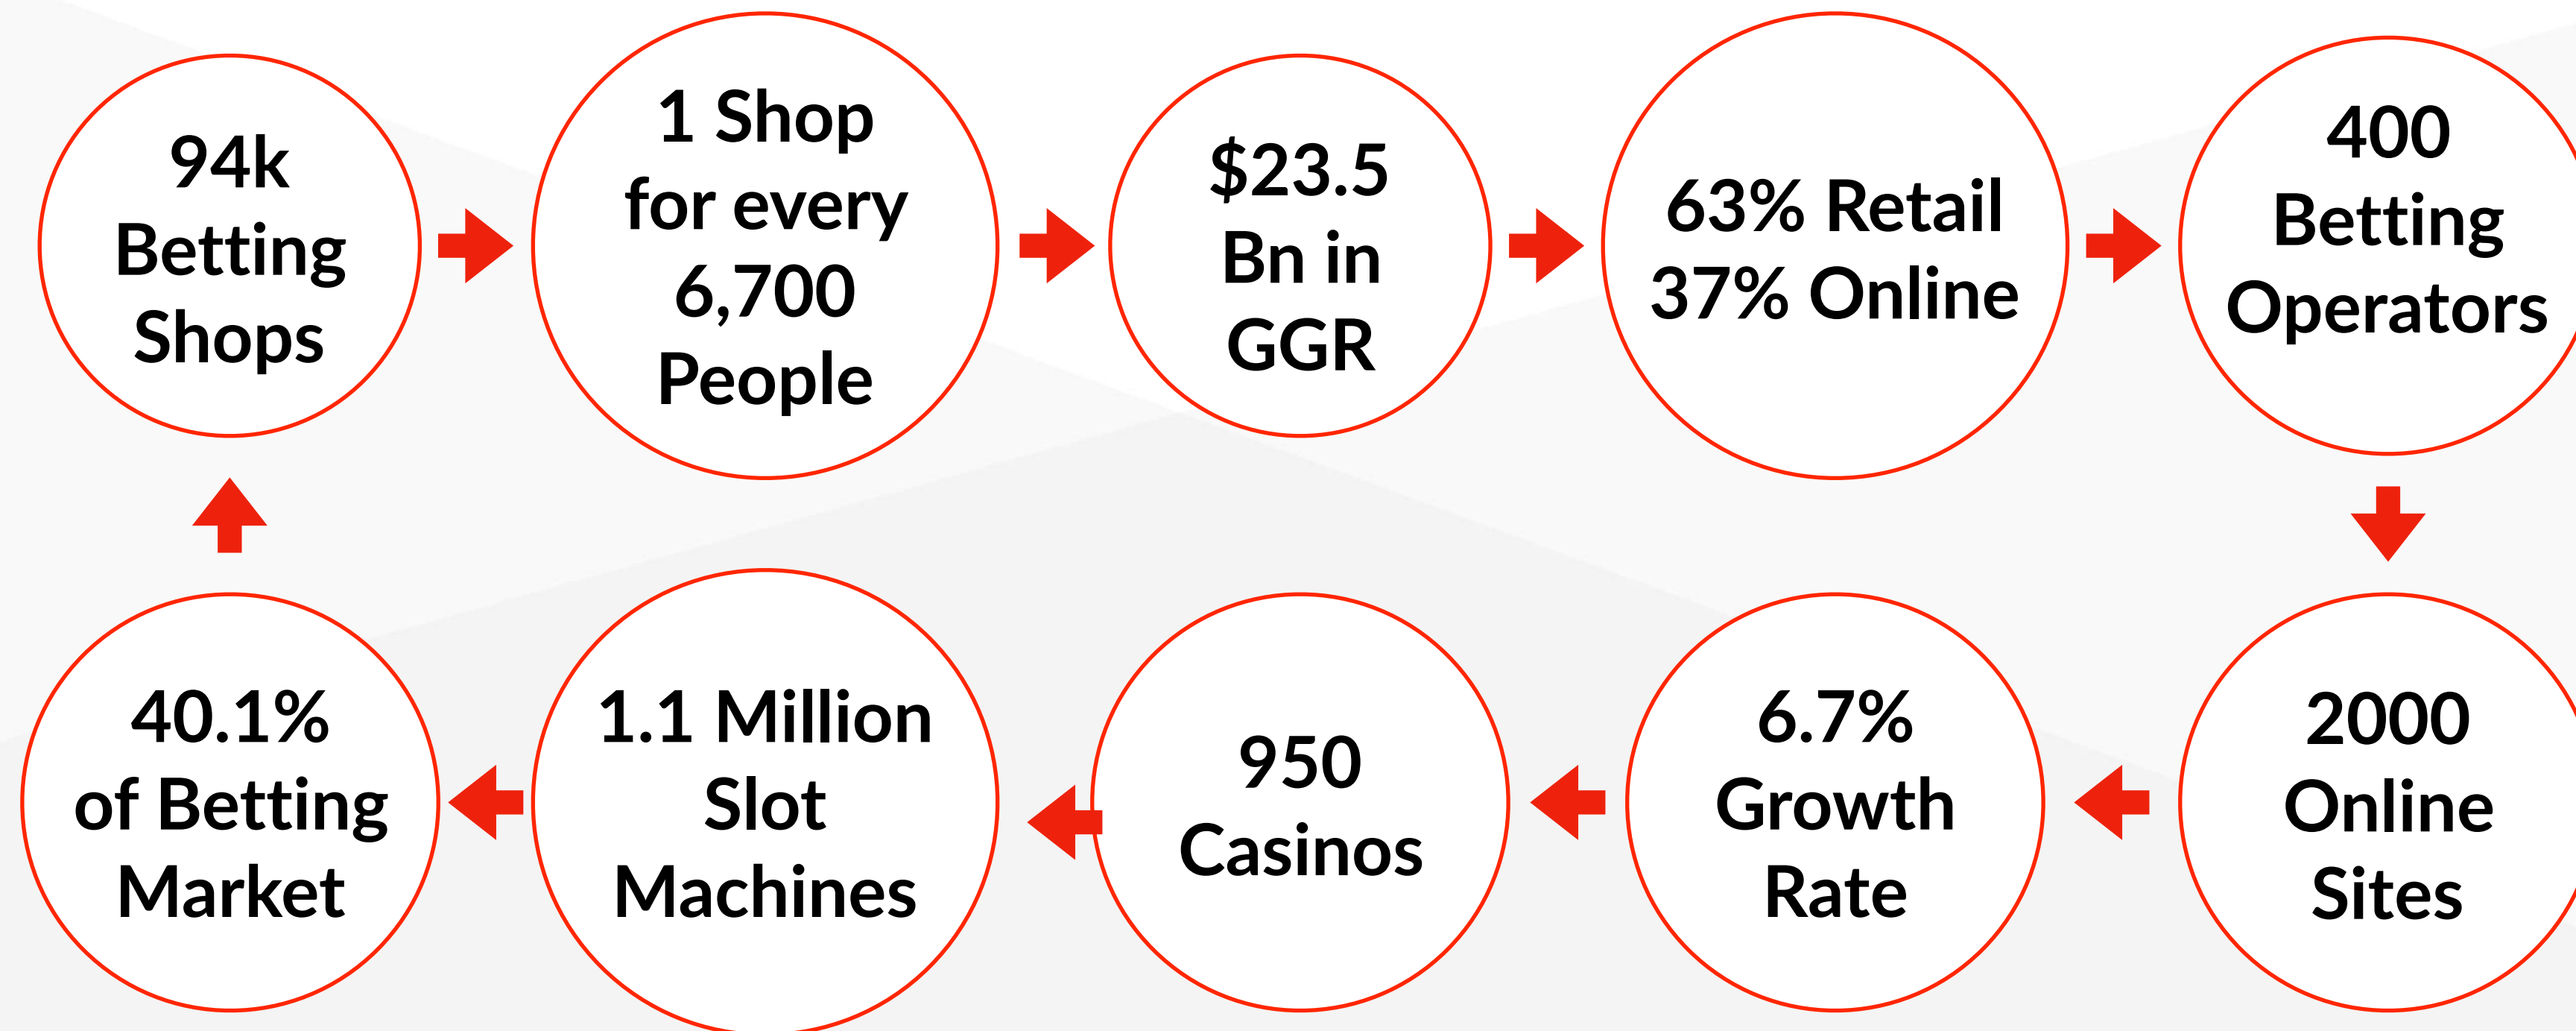 94k
Betting
Shops
1 Shop
for every
6,700
People
$23.5
Bn in
GGR
63% Retail
37% Online
400
Betting
Operators
2000
Online
Sites
6.7%
Growth
Rate
950
Casinos
1.1 Million
Slot
Machines
40.1%
of Betting
Market